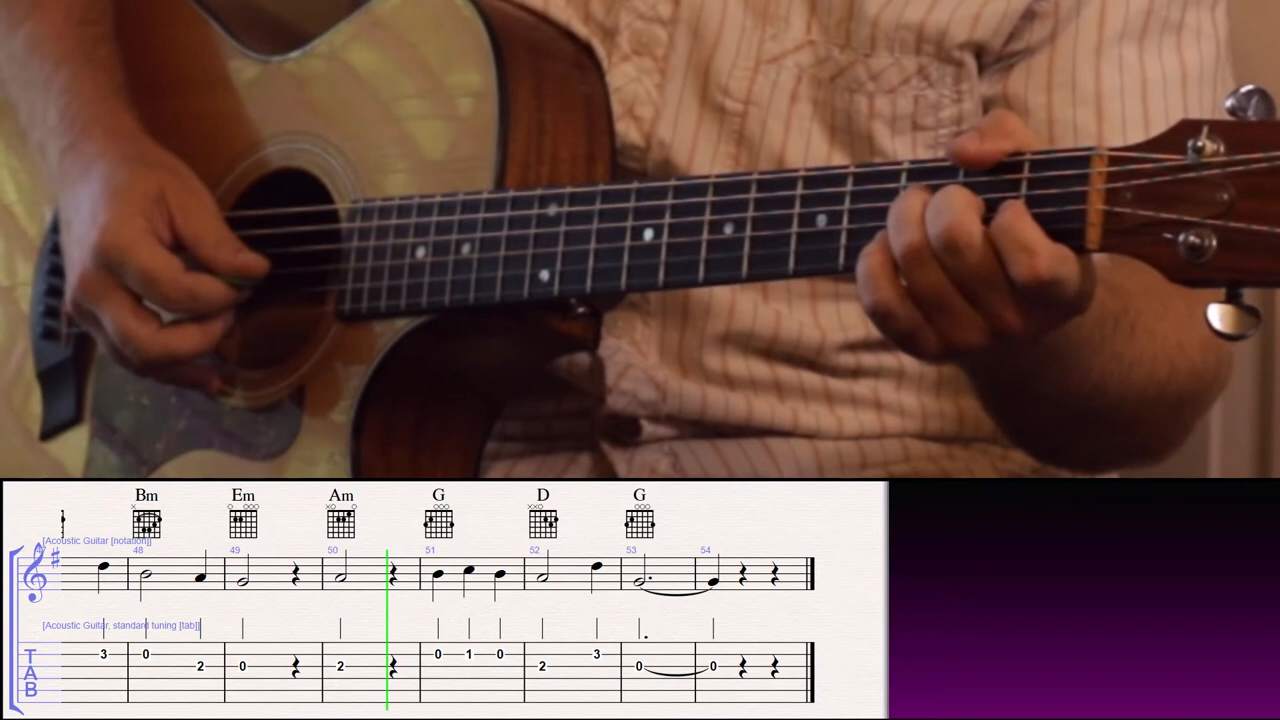 Bm Em Am G D G
[Acoustic Guitar [notation]]
48 49 50 51 52 53 54
[Acoustic Guitar, standard tuning [tab]]
3 0 0 1 0 3
T A B 2 0 2 2 0 0